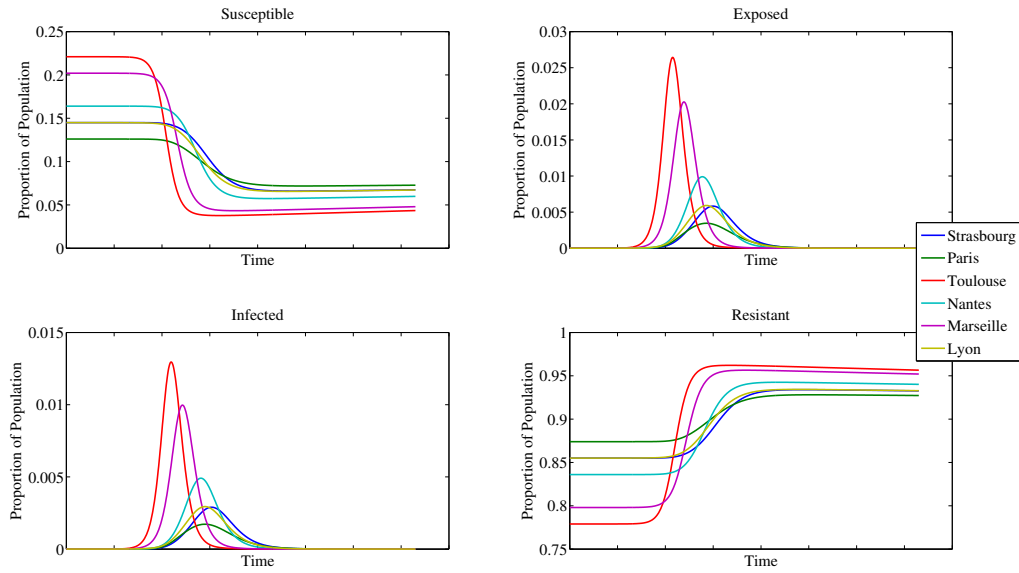 Susceptible
0.25
0.2
0.15
0.1
0.05
0
Proportion of Population
Time
Exposed
0.03
0.025
0.02
0.015
0.01
0.005
0
Proportion of Population
Time
Strasbourg
Paris
Toulouse
Nantes
Marseille
Lyon
Infected
0.015
0.01
0.005
0
Proportion of Population
Time
Resistant
1
0.95
0.9
0.85
0.8
0.75
Proportion of Population
Time